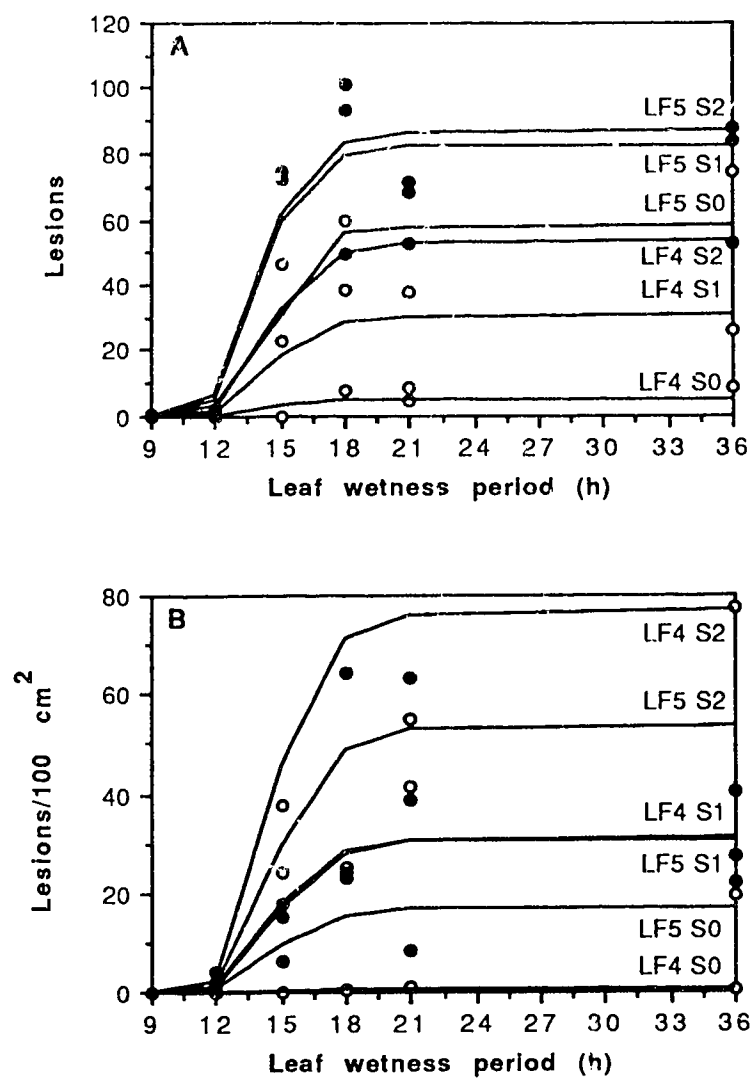 120
A
100
80
60
40
20
0
Lesions
LF5 S2
LF5 S1
LF5 S0
LF4 S2
LF4 S1
LF4 S0
9 12 15 18 21 24 27 30 33 36
Leaf wetness period (h)
80
B
60
40
20
0
Lesions/100 cm²
LF4 S2
LF5 S2
LF4 S1
LF5 S1
LF5 S0
LF4 S0
9 12 15 18 21 24 27 30 33 36
Leaf wetness period (h)